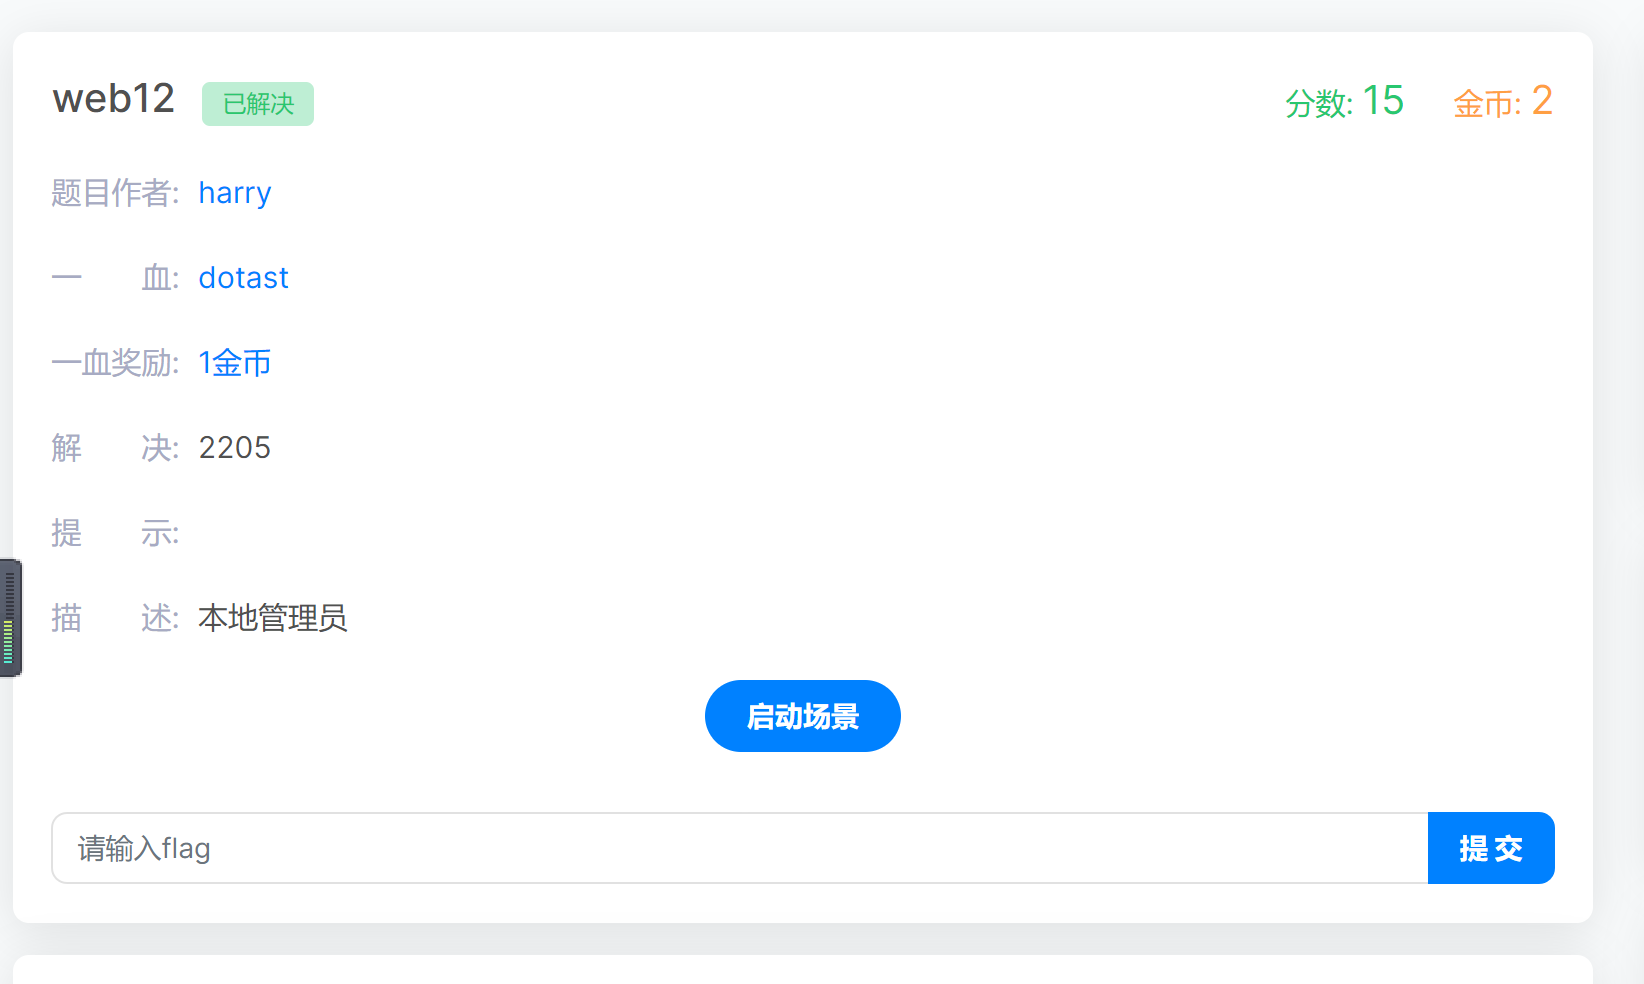 web12 已解决 分数: 15 金币: 2
题目作者: harry
一 血: dotast
一血奖励: 1金币
解 决: 2205
提 示:
描 述: 本地管理员
启动场景
请输入flag 提 交